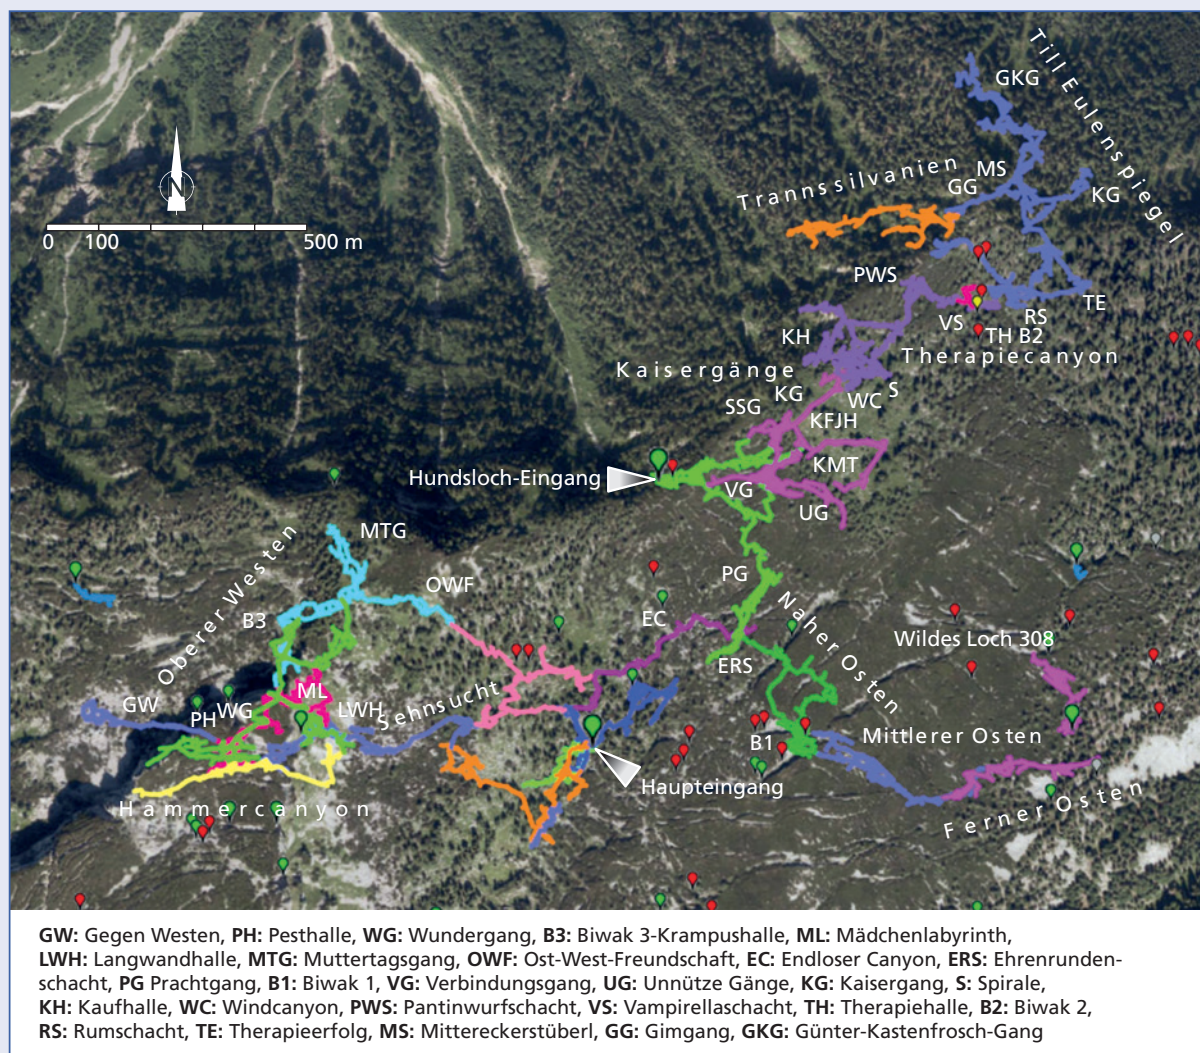 Till Eulenspiegel
GKG
MS
GG
KG
Trannssilvanien
N
0 100 500 m
PWS
TE
RS
VS
TH B2
KH
Therapiecanyon
Kaisergänge
S
KG
WC
SSG
KFJH
KMT
Hundsloch-Eingang
VG
UG
MTG
PG
OWF
Naher Osten
EC
B3
Oberer Westen
Wildes Loch 308
ERS
ML
Sehnsucht
GW
PH
WG
LWH
B1
Mittlerer Osten
Haupteingang
Hammercanyon
Ferner Osten
GW: Gegen Westen, PH: Pesthalle, WG: Wundergang, B3: Biwak 3-Krampushalle, ML: Mädchenlabyrinth,
LWH: Langwandhalle, MTG: Muttertagsgang, OWF: Ost-West-Freundschaft, EC: Endloser Canyon, ERS: Ehrenrunden-
schacht, PG Prachtgang, B1: Biwak 1, VG: Verbindungsgang, UG: Unnütze Gänge, KG: Kaisergang, S: Spirale,
KH: Kaufhalle, WC: Windcanyon, PWS: Pantinwurfschacht, VS: Vampirellaschacht, TH: Therapiehalle, B2: Biwak 2,
RS: Rumschacht, TE: Therapieerfolg, MS: Mittereckerstüberl, GG: Gimgang, GKG: Günter-Kastenfrosch-Gang